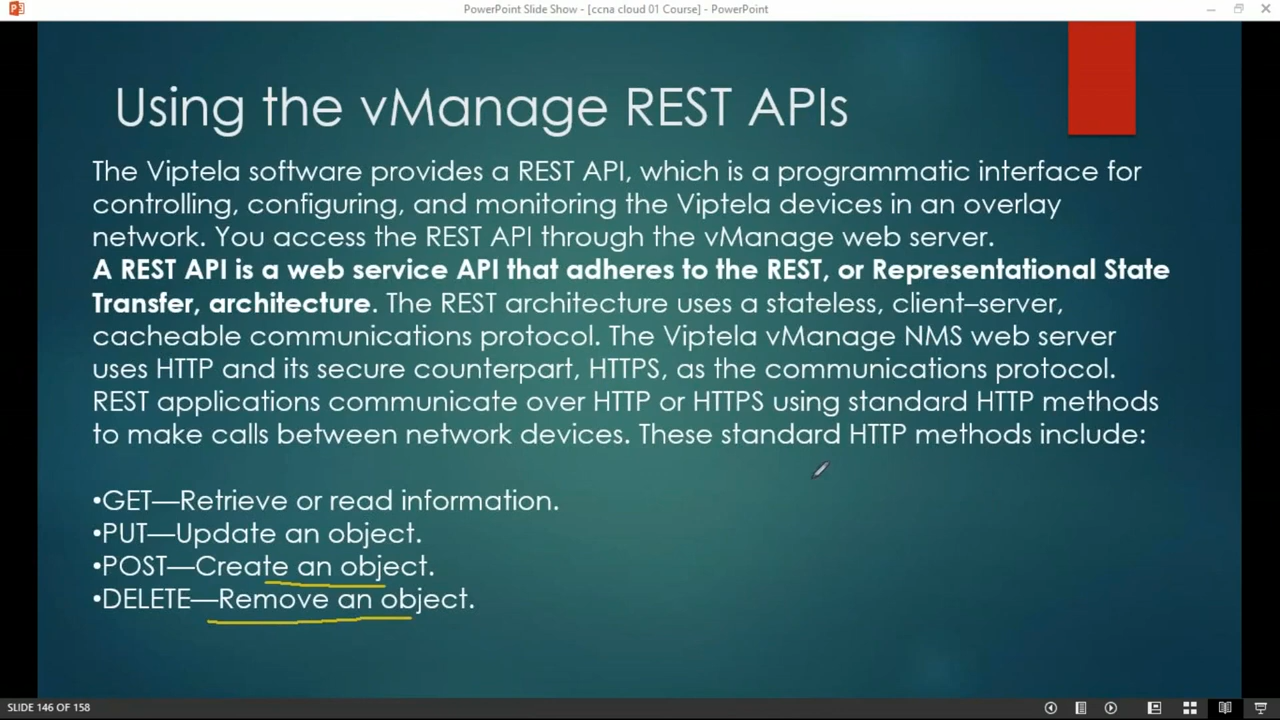 PowerPoint Slide Show - [ccna cloud 01 Course] - PowerPoint
Using the vManage REST APIs
The Viptela software provides a REST API, which is a programmatic interface for
controlling, configuring, and monitoring the Viptela devices in an overlay
network. You access the REST API through the vManage web server.
A REST API is a web service API that adheres to the REST, or Representational State
Transfer, architecture. The REST architecture uses a stateless, client–server,
cacheable communications protocol. The Viptela vManage NMS web server
uses HTTP and its secure counterpart, HTTPS, as the communications protocol.
REST applications communicate over HTTP or HTTPS using standard HTTP methods
to make calls between network devices. These standard HTTP methods include:
•GET—Retrieve or read information.
•PUT—Update an object.
•POST—Create an object.
•DELETE—Remove an object.
SLIDE 146 OF 158